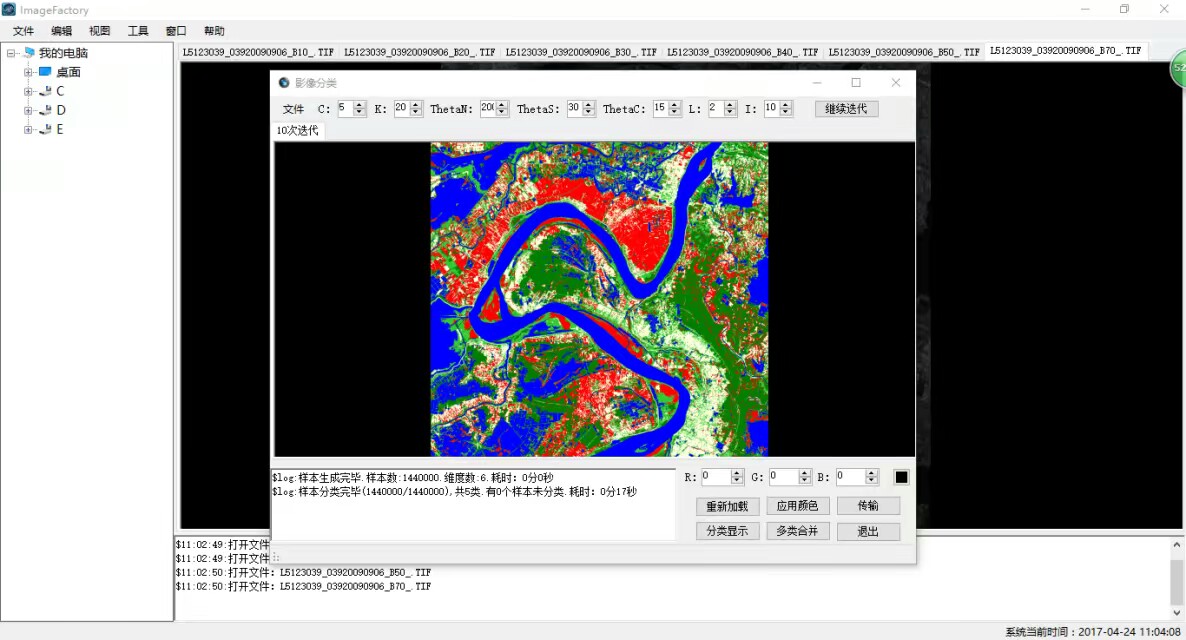 ImageFactory
文件 编辑 视图 工具 窗口 帮助
我的电脑
桌面
C
D
E
L5123039_03920090906_B10_.TIF L5123039_03920090906_B20_.TIF L5123039_03920090906_B30_.TIF L5123039_03920090906_B40_.TIF L5123039_03920090906_B50_.TIF L5123039_03920090906_B70_.TIF
52
影像分类
文件 C: 5 K: 20 ThetaN: ThetaS: 30 ThetaC: 15 L: 2 I: 10 继续迭代
10次迭代
$log:样本生成完毕.样本数:1440000.维度数:6.耗时: 0分0秒
$log:样本分类完毕(1440000/1440000),共5类.有0个样本未分类.耗时: 0分17秒
R: 0 G: 0 B: 0
重新加载 应用颜色 传输
分类显示 多类合并 退出
$11:02:49:打开文件
$11:02:49:打开文件
$11:02:50:打开文件: L5123039_03920090906_B50_.TIF
$11:02:50:打开文件: L5123039_03920090906_B70_.TIF
系统当前时间：2017-04-24 11:04:08